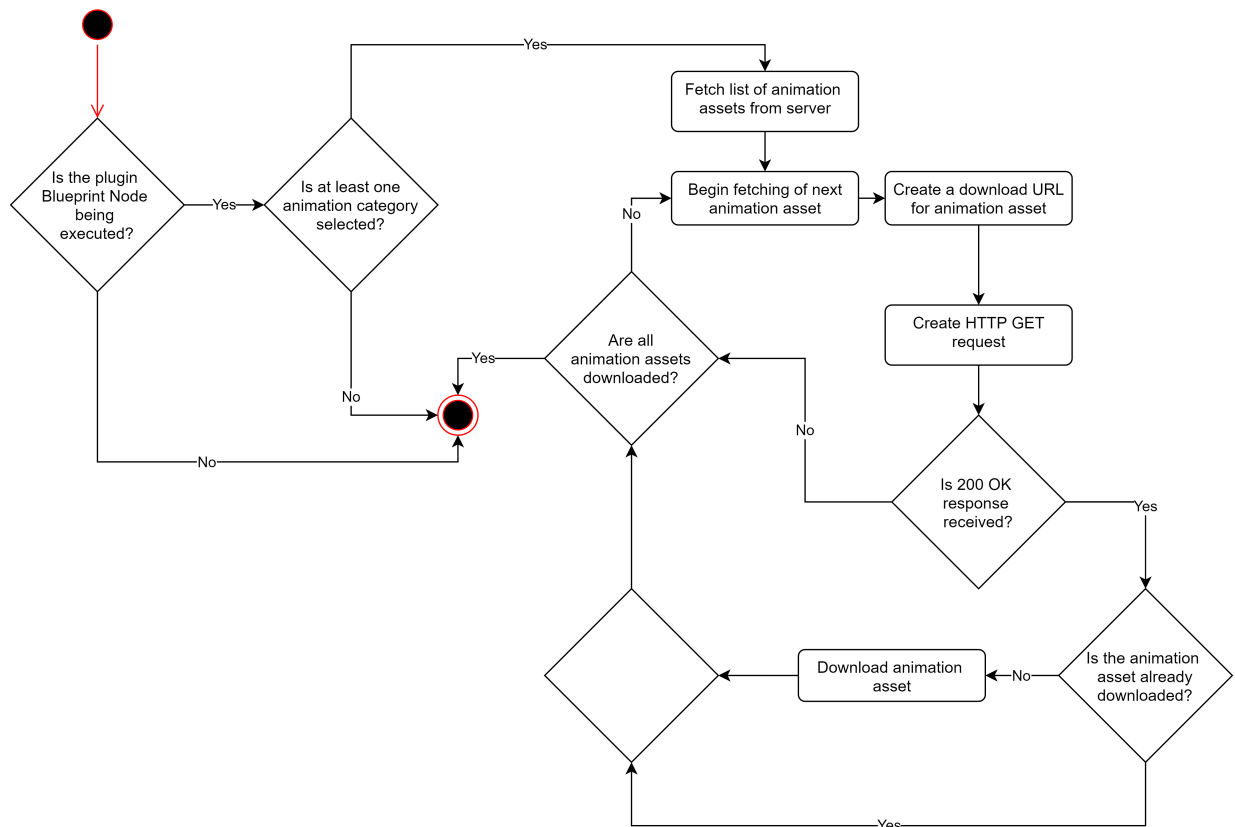 Yes
Fetch list of animation
assets from server
Is the plugin
Blueprint Node
being
executed?
Yes
Is at least one
animation category
selected?
No
Begin fetching of next
animation asset
Create a download URL
for animation asset
Create HTTP GET
request
Are all
animation assets
downloaded?
Yes
No
No
No
Is 200 OK
response
received?
Yes
Is the animation
asset already
downloaded?
No
Download animation
asset
Yes